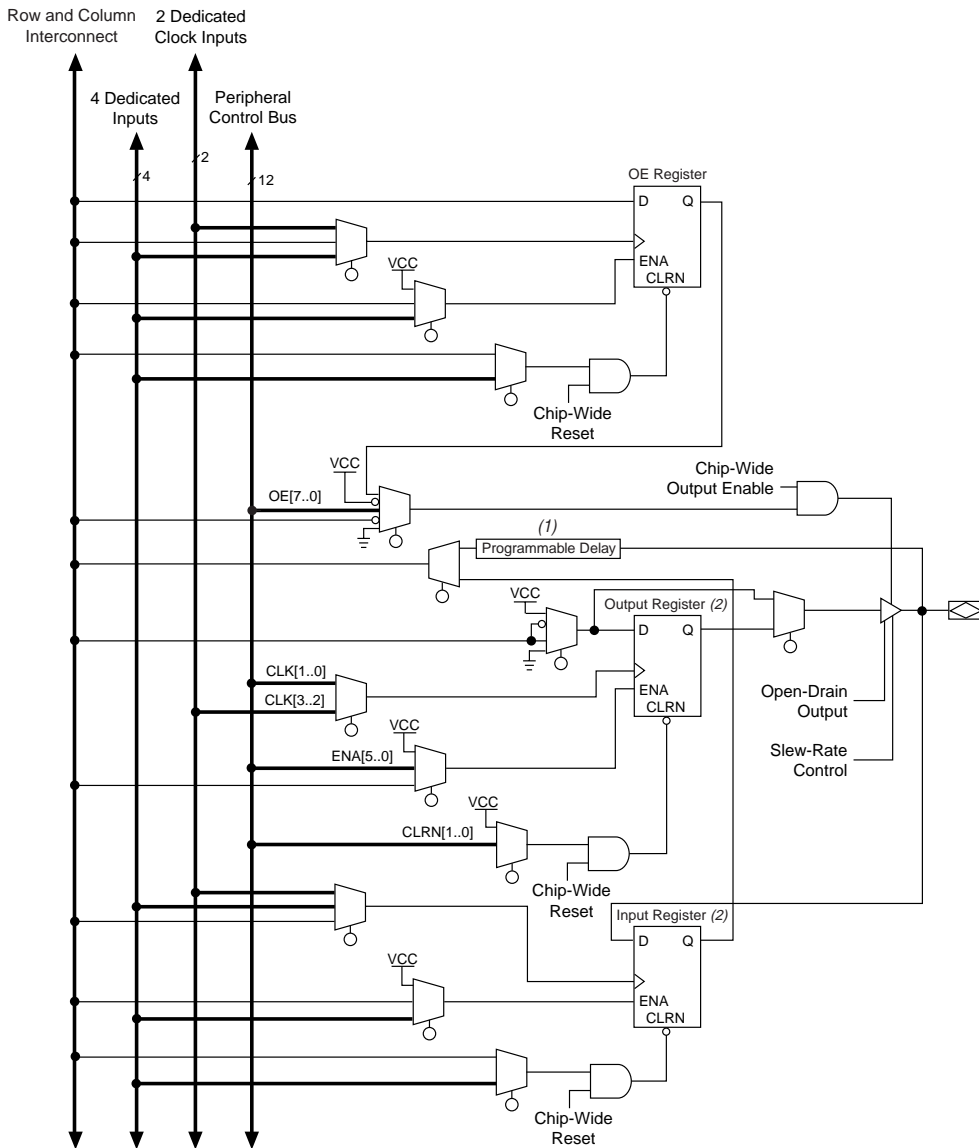 Row and Column
Interconnect
2 Dedicated
Clock Inputs
4 Dedicated
Inputs
Peripheral
Control Bus
2
4
12
OE Register
D
Q
ENA
CLRN
VCC
Chip-Wide
Reset
VCC
OE[7..0]
Chip-Wide
Output Enable
(1)
Programmable Delay
VCC
Output Register (2)
D
Q
ENA
CLRN
CLK[1..0]
CLK[3..2]
Open-Drain
Output
VCC
ENA[5..0]
Slew-Rate
Control
VCC
CLRN[1..0]
Chip-Wide
Reset
Input Register (2)
D
Q
ENA
CLRN
VCC
Chip-Wide
Reset